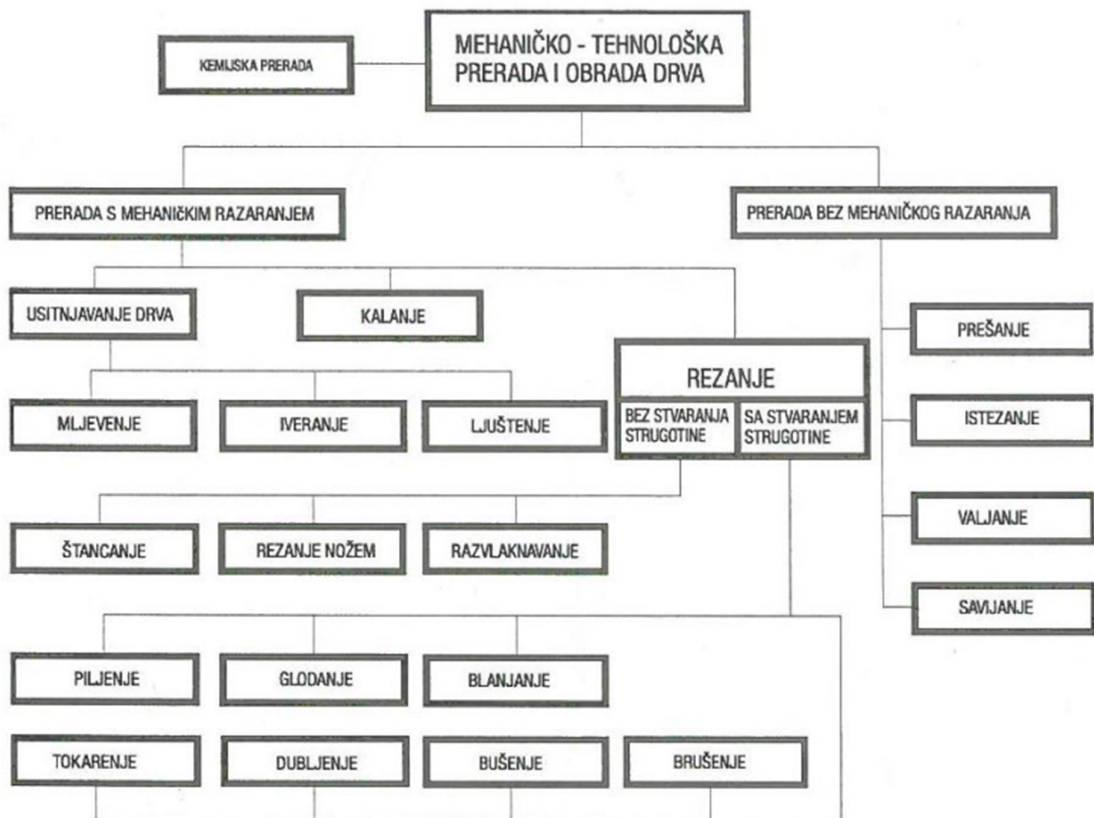 KEMIJSKA PRERADA
MEHANIČKO - TEHNOLOŠKA
PRERADA I OBRADA DRVA
PRERADA S MEHANIčKIM RAZARANJEM
PRERADA BEZ MEHANIČKOG RAZARANJA
USITNJAVANJE DRVA
KALANJE
PREŠANJE
REZANJE
BEZ STVARANJA
STRUGOTINE
SA STVARANJEM
STRUGOTINE
MLJEVENJE
IVERANJE
LJUŠTENJE
ISTEZANJE
ŠTANCANJE
REZANJE NOŽEM
RAZVLAKNAVANJE
VALJANJE
SAVIJANJE
PILJENJE
GLODANJE
BLANJANJE
TOKARENJE
DUBLJENJE
BUŠENJE
BRUŠENJE